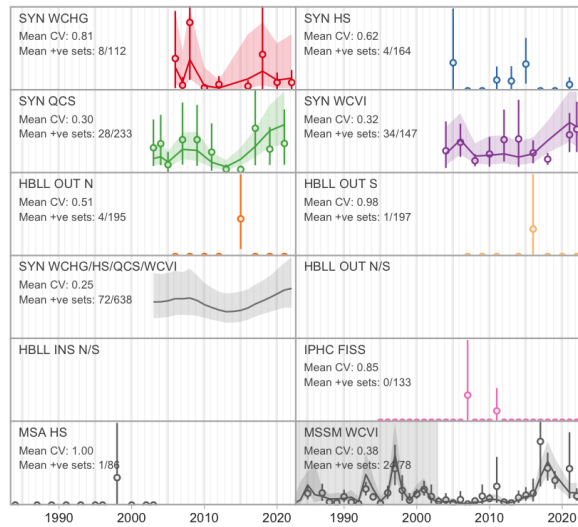 SYN WCHG
Mean CV: 0.81
Mean +ve sets: 8/112
SYN HS
Mean CV: 0.62
Mean +ve sets: 4/164
SYN QCS
Mean CV: 0.30
Mean +ve sets: 28/233
SYN WCVI
Mean CV: 0.32
Mean +ve sets: 34/147
HBLL OUT N
Mean CV: 0.51
Mean +ve sets: 4/195
HBLL OUT S
Mean CV: 0.98
Mean +ve sets: 1/197
SYN WCHG/HS/QCS/WCVI
Mean CV: 0.25
Mean +ve sets: 72/638
HBLL OUT N/S
HBLL INS N/S
IPHC FISS
Mean CV: 0.85
Mean +ve sets: 0/133
MSA HS
Mean CV: 1.00
Mean +ve sets: 1/86
MSSM WCVI
Mean CV: 0.38
Mean +ve sets: 24/78
1990 2000 2010 2020 1990 2000 2010 2020